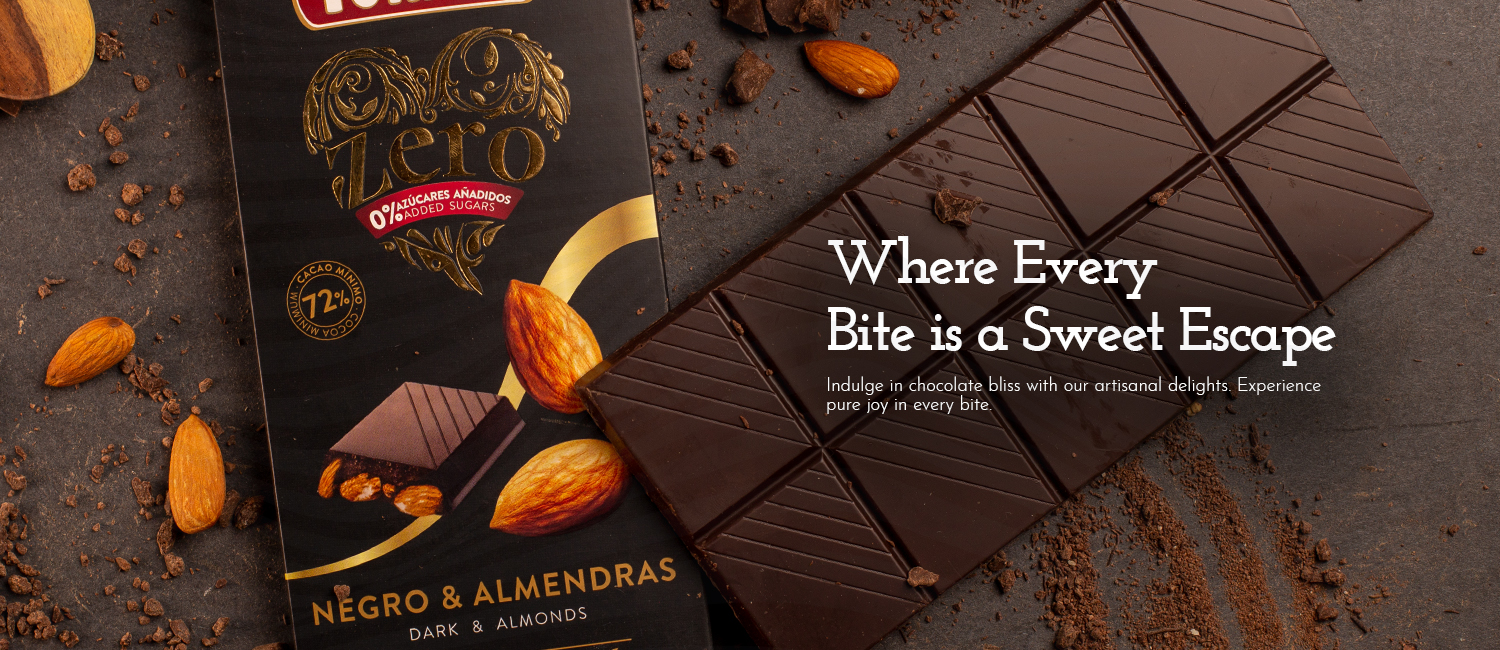 Zero
0% AZÚCARES AÑADIDOS
ADDED SUGARS
CACAO MÍNIMO
72%
COCOA MINIMUM
NEGRO & ALMENDRAS
DARK & ALMONDS
Where Every
Bite is a Sweet Escape
Indulge in chocolate bliss with our artisanal delights. Experience
pure joy in every bite.